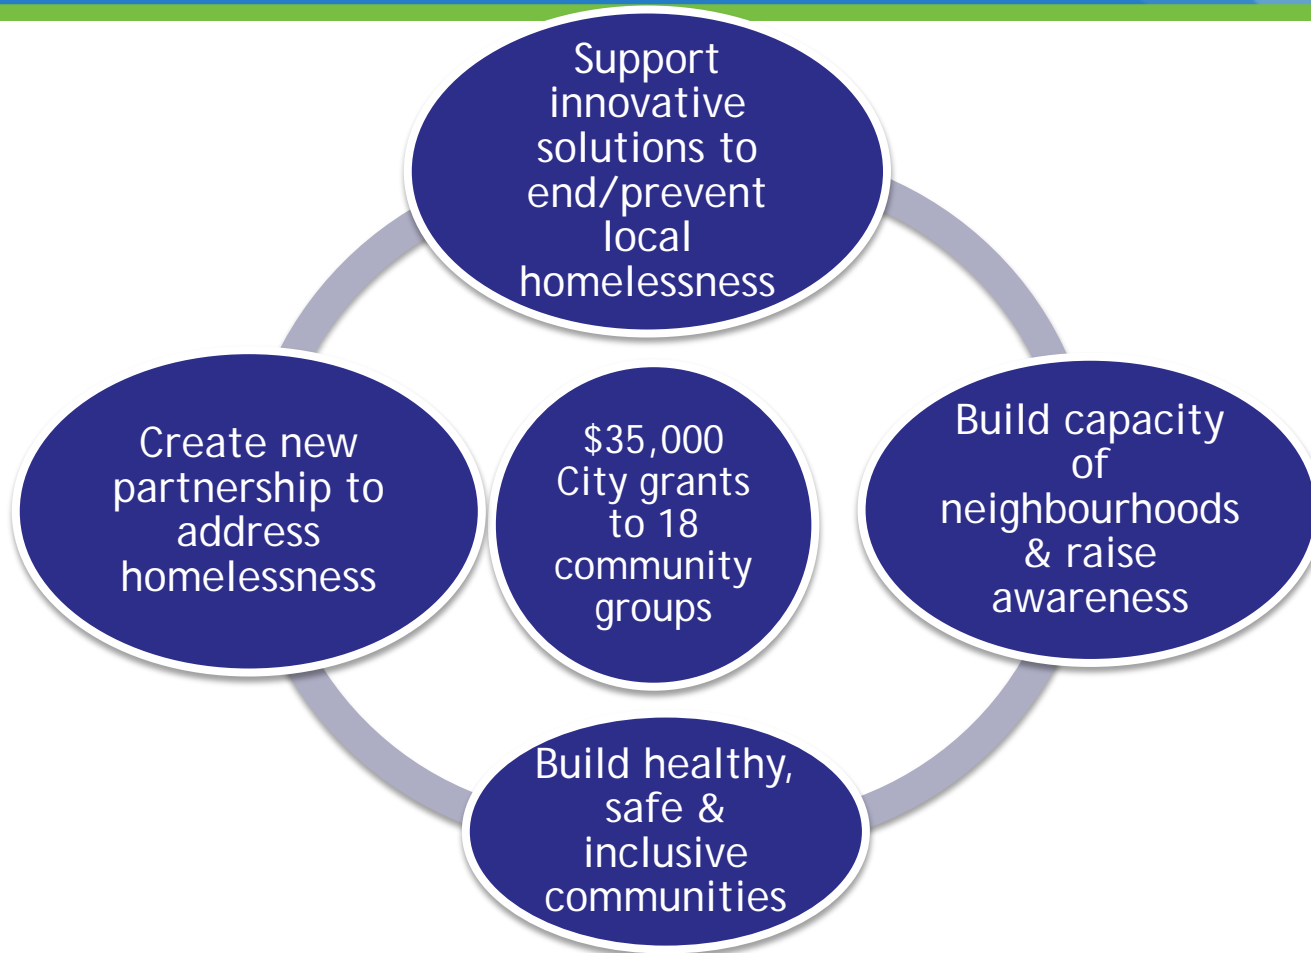 Support
innovative
solutions to
end/prevent
local
homelessness
Create new
partnership to
address
homelessness
$35,000
City grants
to 18
community
groups
Build capacity
of
neighbourhoods
& raise
awareness
Build healthy,
safe &
inclusive
communities